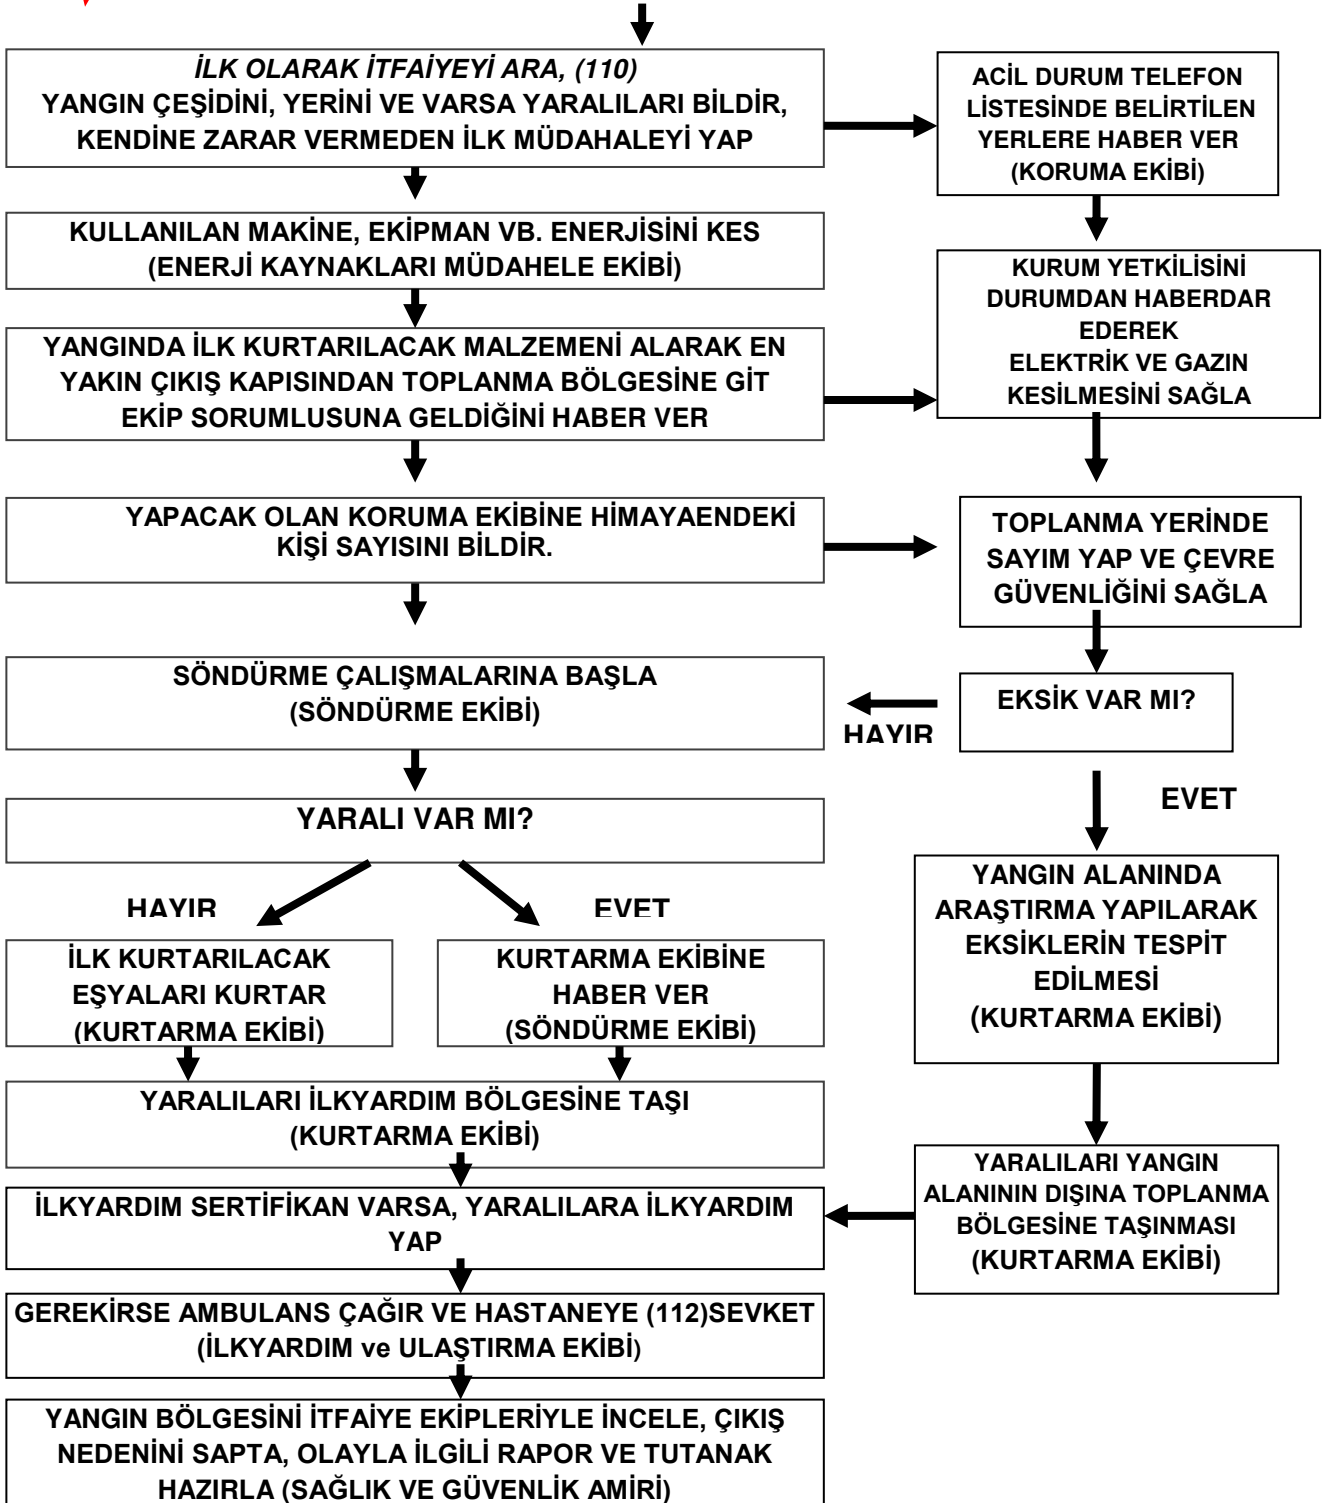 İLK OLARAK İTFAİYEYİ ARA, (110)
YANGIN ÇEŞİDİNİ, YERİNİ VE VARSA YARALILARI BİLDİR,
KENDİNE ZARAR VERMEDEN İLK MÜDAHALEYİ YAP
ACİL DURUM TELEFON
LİSTESİNDE BELİRTİLEN
YERLERE HABER VER
(KORUMA EKİBİ)
KULLANILAN MAKİNE, EKİPMAN VB. ENERJİSİNİ KES
(ENERJİ KAYNAKLARI MÜDAHELE EKİBİ)
KURUM YETKİLİSİNİ
DURUMDAN HABERDAR
EDEREK
ELEKTRİK VE GAZIN
KESİLMESİNİ SAĞLA
YANGINDA İLK KURTARILACAK MALZEMENİ ALARAK EN
YAKIN ÇIKIŞ KAPISINDAN TOPLANMA BÖLGESİNE GİT
EKİP SORUMLUSUNA GELDİĞİNİ HABER VER
YAPACAK OLAN KORUMA EKİBİNE HİMAYAENDEKİ
KİŞİ SAYISINI BİLDİR.
TOPLANMA YERİNDE
SAYIM YAP VE ÇEVRE
GÜVENLİĞİNİ SAĞLA
SÖNDÜRME ÇALIŞMALARINA BAŞLA
(SÖNDÜRME EKİBİ)
EKSİK VAR MI?
HAYIR
EVET
YARALI VAR MI?
HAYIR
EVET
YANGIN ALANINDA
ARAŞTIRMA YAPILARAK
EKSİKLERİN TESPİT
EDİLMESİ
(KURTARMA EKİBİ)
İLK KURTARILACAK
EŞYALARI KURTAR
(KURTARMA EKİBİ)
KURTARMA EKİBİNE
HABER VER
(SÖNDÜRME EKİBİ)
YARALILARI İLKYARDIM BÖLGESİNE TAŞI
(KURTARMA EKİBİ)
YARALILARI YANGIN
ALANININ DIŞINA TOPLANMA
BÖLGESİNE TAŞINMASI
(KURTARMA EKİBİ)
İLKYARDIM SERTİFİKAN VARSA, YARALILARA İLKYARDIM
YAP
GEREKİRSE AMBULANS ÇAĞIR VE HASTANEYE (112)SEVKET
(İLKYARDIM ve ULAŞTIRMA EKİBİ)
YANGIN BÖLGESİNİ İTFAİYE EKİPLERİYLE İNCELE, ÇIKIŞ
NEDENİNİ SAPTA, OLAYLA İLGİLİ RAPOR VE TUTANAK
HAZIRLA (SAĞLIK VE GÜVENLİK AMİRİ)